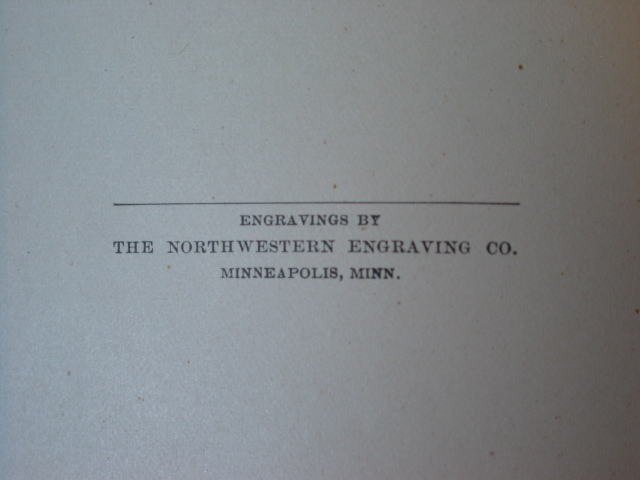 ENGRAVINGS BY
THE NORTHWESTERN ENGRAVING CO.
MINNEAPOLIS, MINN.